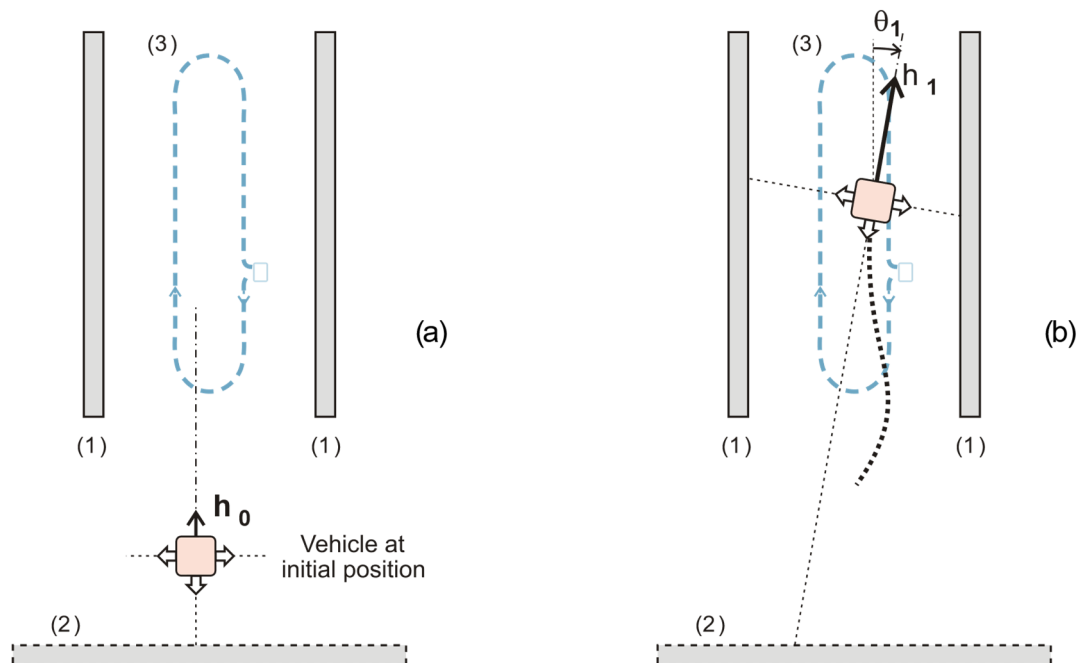 (3)
(a)
(1)
(1)
h 0
Vehicle at
initial position
(2)
θ1
(3)
h 1
(b)
(1)
(1)
(2)